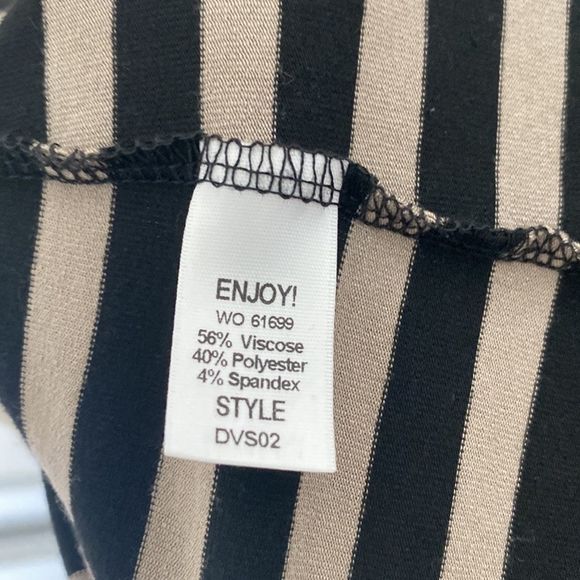 ENJOY!
WO 61699
56% Viscose
40% Polyester
4% Spandex
STYLE
DVS02